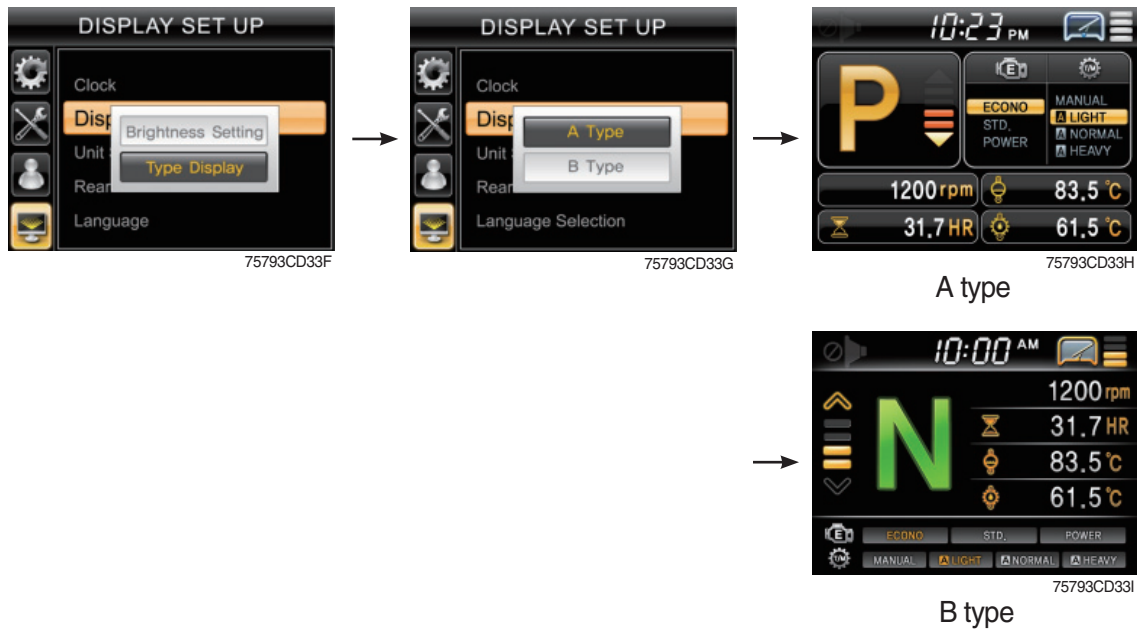 DISPLAY SET UP
Clock
Disp
Brightness Setting
Unit
Type Display
Rear
Language
75793CD33F
DISPLAY SET UP
Clock
Disp
A Type
Unit
B Type
Rear
Language Selection
75793CD33G
10:23 PM
P
E
T/M
ECONO
STD.
POWER
MANUAL
A LIGHT
A NORMAL
A HEAVY
1200 rpm
83.5 °C
31.7 HR
61.5 °C
75793CD33H
A type
10:00 AM
N
1200 rpm
31.7 HR
83.5 °C
61.5 °C
E ECONO STD. POWER
T/M MANUAL A LIGHT A NORMAL A HEAVY
75793CD33I
B type